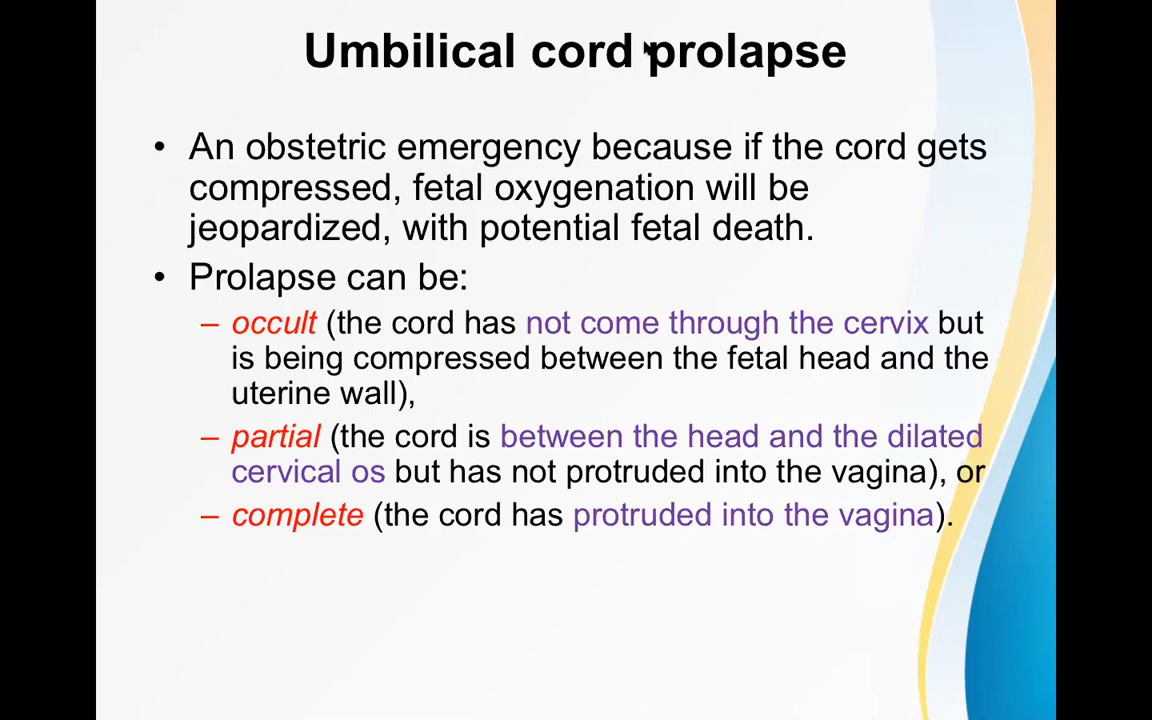 Umbilical cord prolapse
• An obstetric emergency because if the cord gets
compressed, fetal oxygenation will be
jeopardized, with potential fetal death.
• Prolapse can be:
– occult (the cord has not come through the cervix but
is being compressed between the fetal head and the
uterine wall),
– partial (the cord is between the head and the dilated
cervical os but has not protruded into the vagina), or
– complete (the cord has protruded into the vagina).